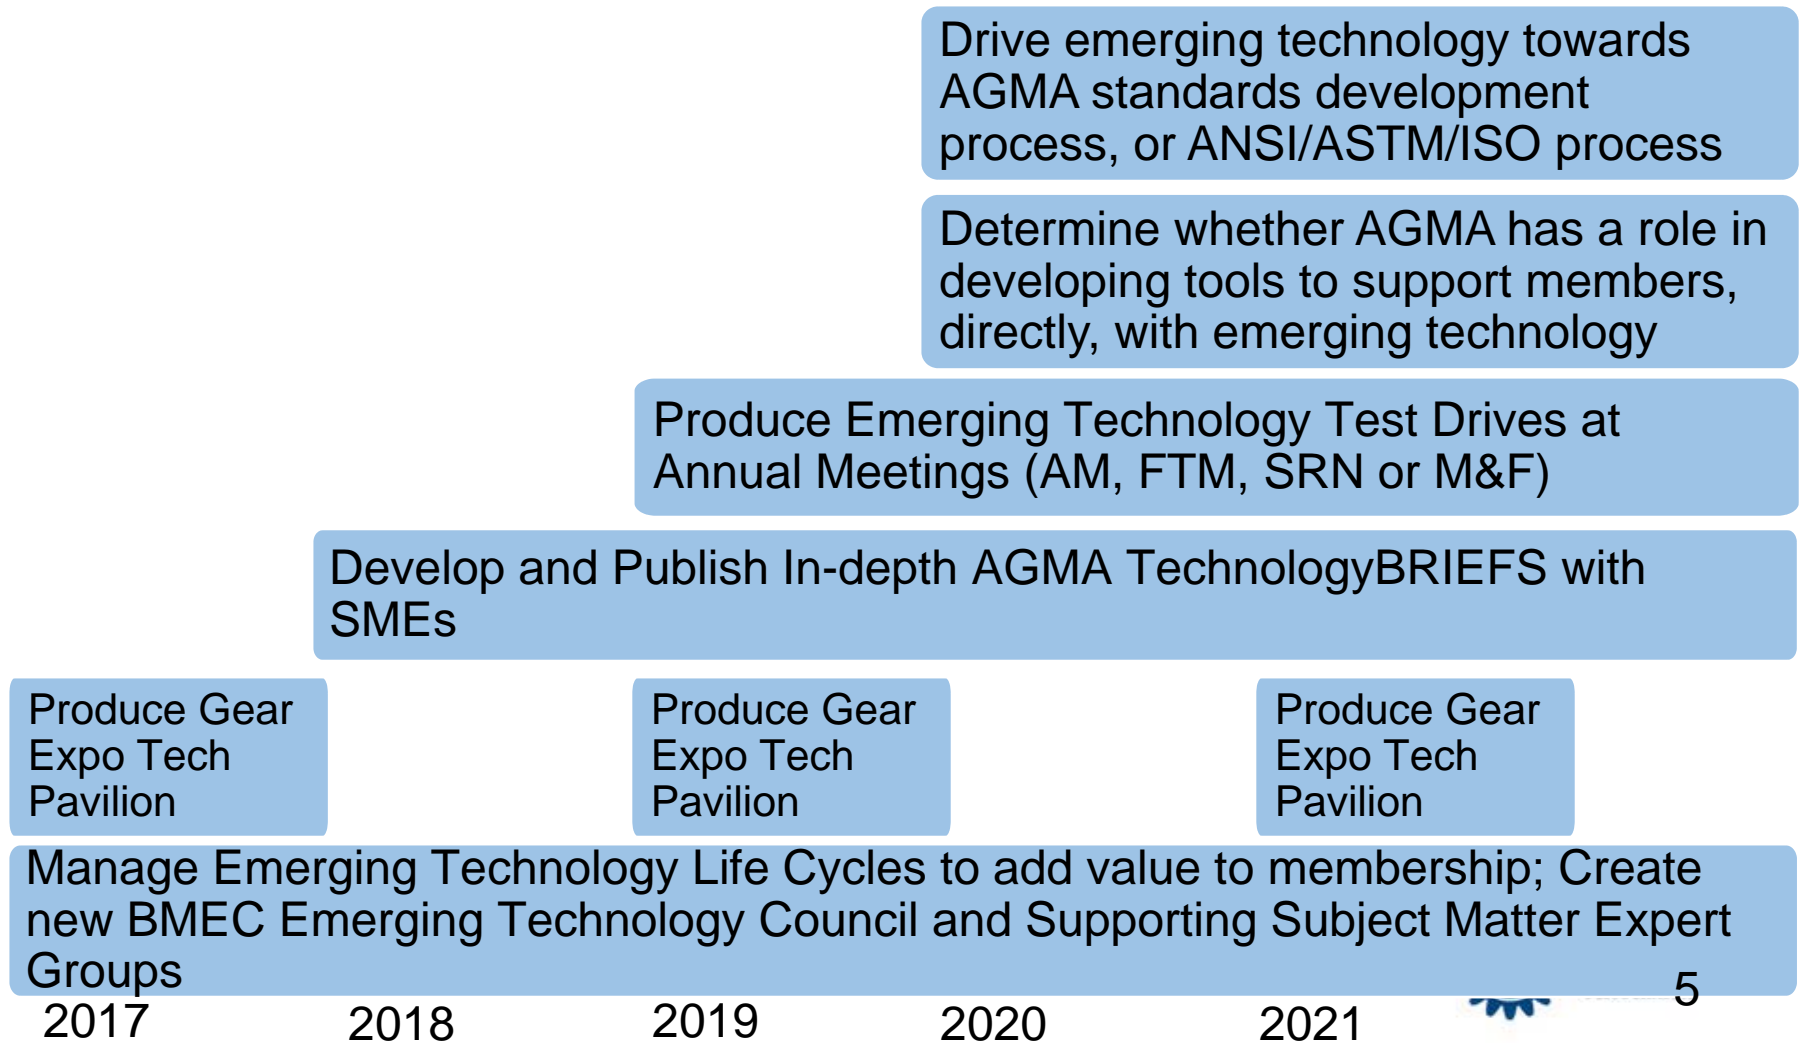 Drive emerging technology towards
AGMA standards development
process, or ANSI/ASTM/ISO process
Determine whether AGMA has a role in
developing tools to support members,
directly, with emerging technology
Produce Emerging Technology Test Drives at
Annual Meetings (AM, FTM, SRN or M&F)
Develop and Publish In-depth AGMA TechnologyBRIEFS with
SMEs
Produce Gear
Expo Tech
Pavilion
Produce Gear
Expo Tech
Pavilion
Produce Gear
Expo Tech
Pavilion
Manage Emerging Technology Life Cycles to add value to membership; Create
new BMEC Emerging Technology Council and Supporting Subject Matter Expert
Groups
5
2017
2018
2019
2020
2021